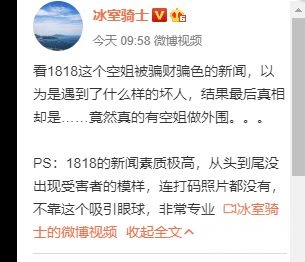 冰室骑士
今天 09:58 微博视频
看1818这个空姐被骗财骗色的新闻，以
为是遇到了什么样的坏人，结果最后真相
却是……竟然真的有空姐做外围。。。
PS：1818的新闻素质极高，从头到尾没
出现受害者的模样，连打码照片都没有，
不靠这个吸引眼球，非常专业 冰室骑
士的微博视频 收起全文